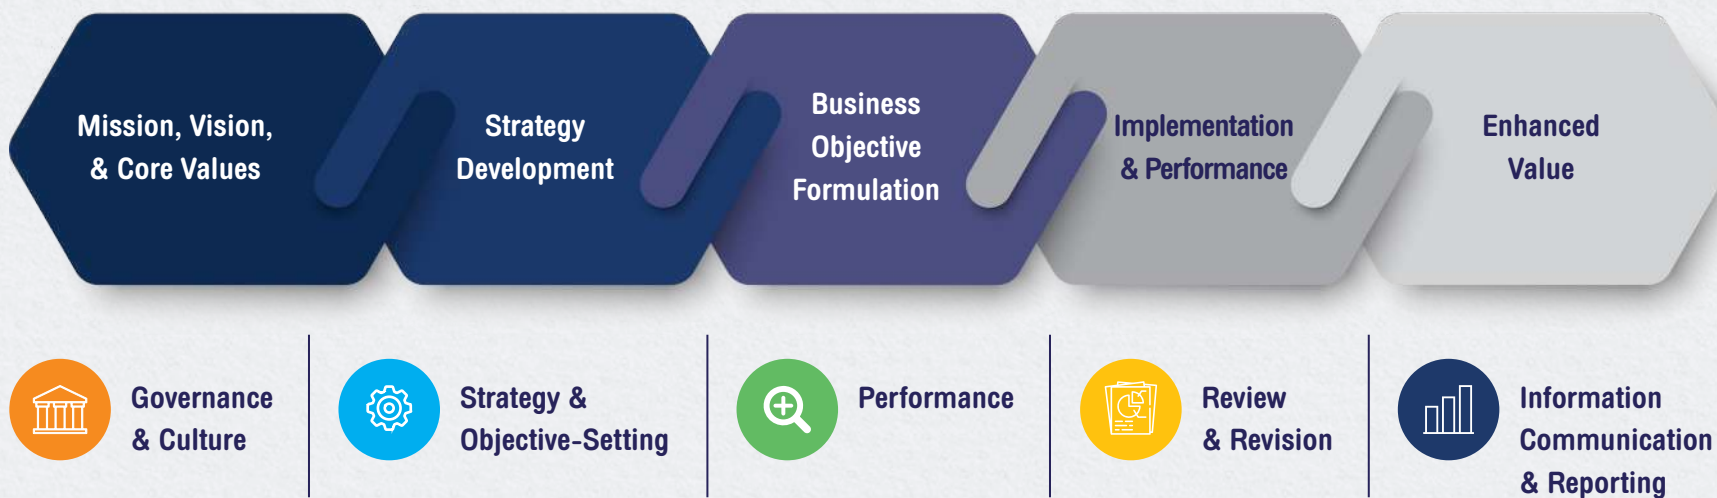 Mission, Vision,
& Core Values
Strategy
Development
Business
Objective
Formulation
Implementation
& Performance
Enhanced
Value
Governance
& Culture
Strategy &
Objective-Setting
Performance
Review
& Revision
Information
Communication
& Reporting